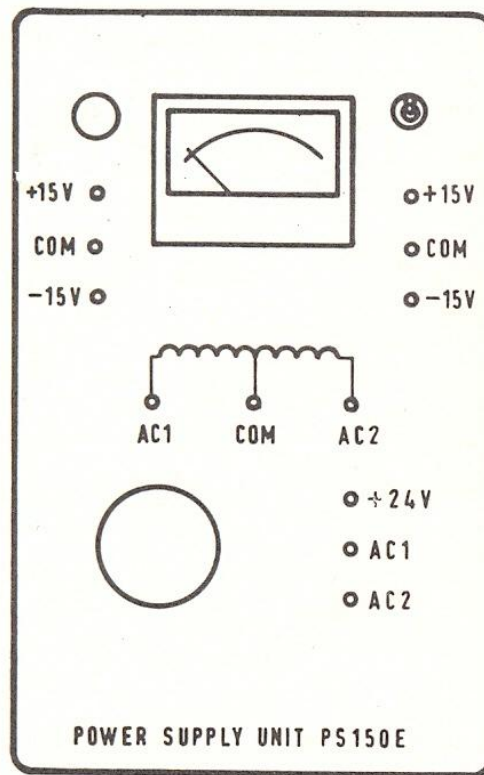 +15V
COM
-15V
+15V
COM
-15V
AC1 COM AC2
+24V
AC1
AC2
POWER SUPPLY UNIT PS150E